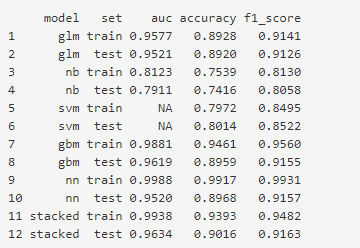 model set auc accuracy f1_score
1 glm train 0.9577 0.8928 0.9141
2 glm test 0.9521 0.8920 0.9126
3 nb train 0.8123 0.7539 0.8130
4 nb test 0.7911 0.7416 0.8058
5 svm train NA 0.7972 0.8495
6 svm test NA 0.8014 0.8522
7 gbm train 0.9881 0.9461 0.9560
8 gbm test 0.9619 0.8959 0.9155
9 nn train 0.9988 0.9917 0.9931
10 nn test 0.9520 0.8968 0.9157
11 stacked train 0.9938 0.9393 0.9482
12 stacked test 0.9634 0.9016 0.9163